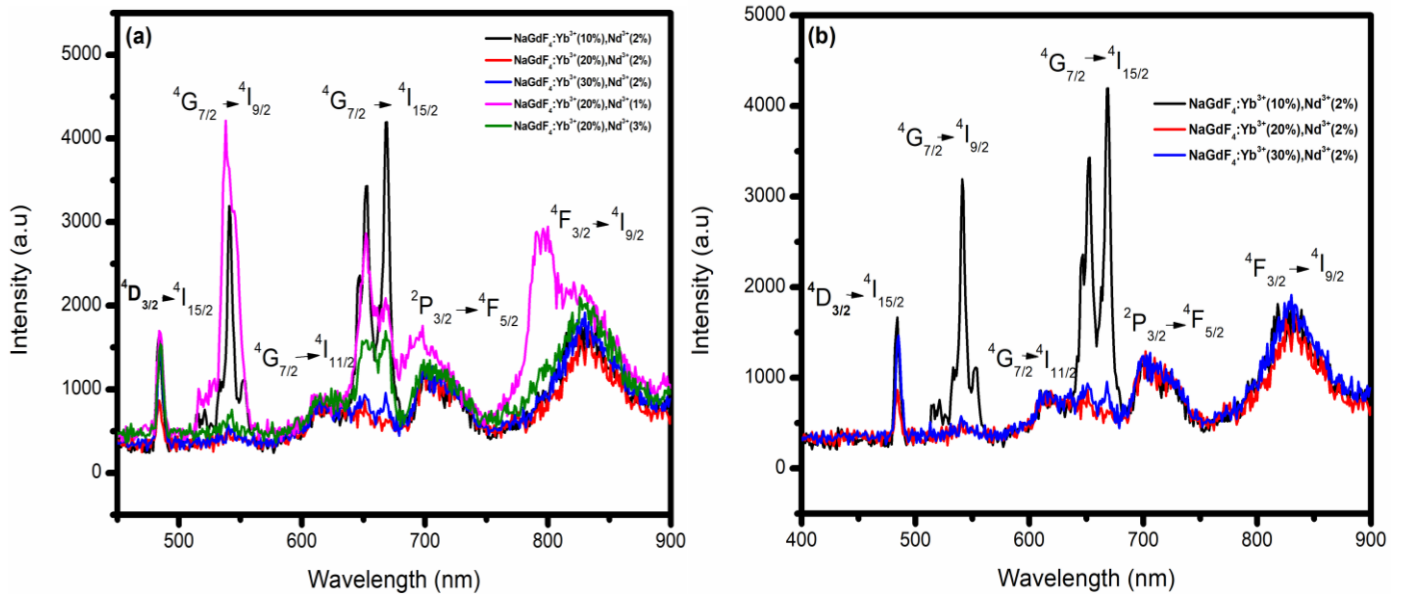 (a)
NaGdF₄:Yb³⁺(10%),Nd³⁺(2%)
NaGdF₄:Yb³⁺(20%),Nd³⁺(2%)
NaGdF₄:Yb³⁺(30%),Nd³⁺(2%)
NaGdF₄:Yb³⁺(20%),Nd³⁺(1%)
NaGdF₄:Yb³⁺(20%),Nd³⁺(3%)
⁴G₇/₂→⁴I₉/₂
⁴G₇/₂→⁴I₁₅/₂
⁴D₃/₂→⁴I₁₅/₂
⁴F₃/₂→⁴I₉/₂
⁴G₇/₂→⁴I₁₁/₂
²P₃/₂→⁴F₅/₂
5000
4000
3000
2000
1000
0
Intensity (a.u)
500 600 700 800 900
Wavelength (nm)
(b)
⁴G₇/₂→⁴I₁₅/₂
NaGdF₄:Yb³⁺(10%),Nd³⁺(2%)
NaGdF₄:Yb³⁺(20%),Nd³⁺(2%)
NaGdF₄:Yb³⁺(30%),Nd³⁺(2%)
⁴G₇/₂→⁴I₉/₂
⁴D₃/₂→⁴I₁₅/₂
⁴F₃/₂→⁴I₉/₂
²P₃/₂→⁴F₅/₂
⁴G₇/₂→⁴I₁₁/₂
5000
4000
3000
2000
1000
0
Intensity (a.u)
400 500 600 700 800 900
Wavelength (nm)